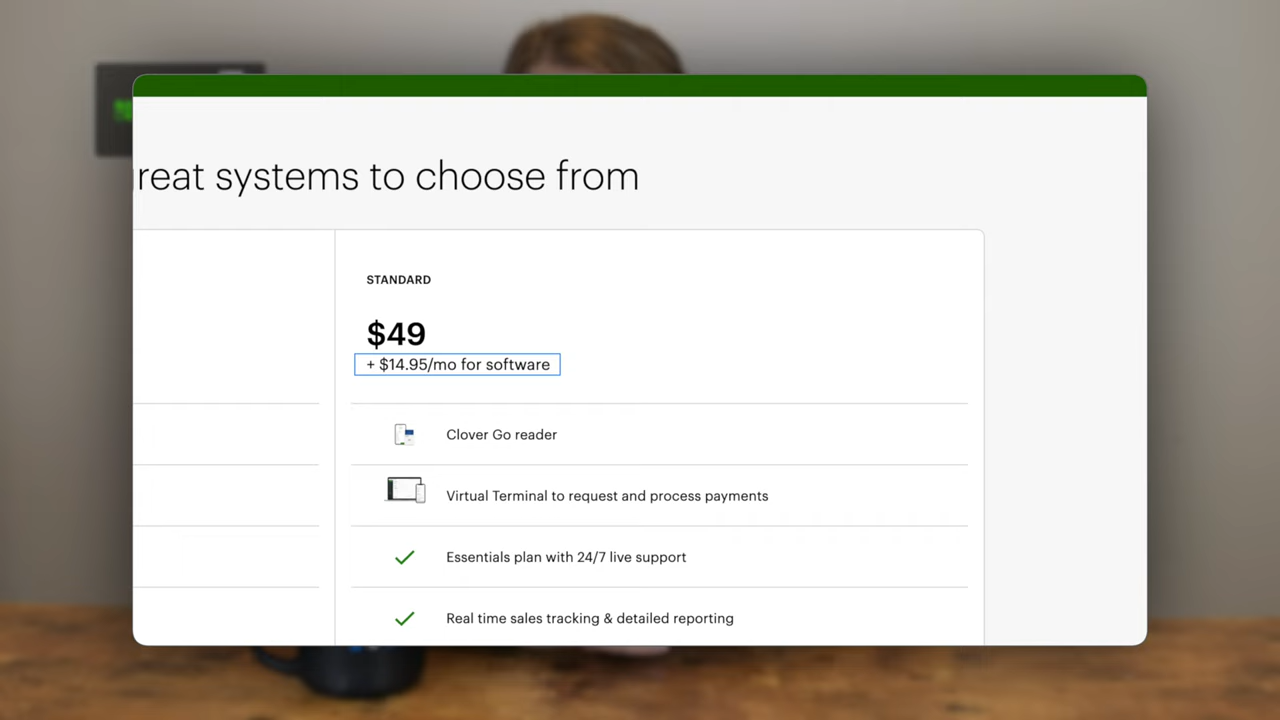 reat systems to choose from
STANDARD
$49
+ $14.95/mo for software
Clover Go reader
Virtual Terminal to request and process payments
Essentials plan with 24/7 live support
Real time sales tracking & detailed reporting